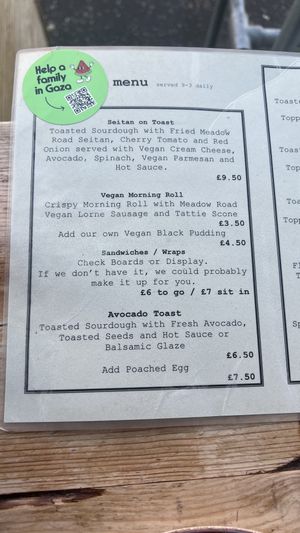 Help a
family
in Gaza
menu served 9-3 daily
Seitan on Toast
Toasted Sourdough with Fried Meadow
Road Seitan, Cherry Tomato and Red
Onion served with Vegan Cream Cheese,
Avocado, Spinach, Vegan Parmesan and
Hot Sauce.
£9.50
Vegan Morning Roll
Crispy Morning Roll with Meadow Road
Vegan Lorne Sausage and Tattie Scone
£3.50
Add our own Vegan Black Pudding
£4.50
Sandwiches / Wraps
Check Boards or Display.
If we don't have it, we could probably
make it up for you.
£6 to go / £7 sit in
Avocado Toast
Toasted Sourdough with Fresh Avocado,
Toasted Seeds and Hot Sauce or
Balsamic Glaze
£6.50
Add Poached Egg
£7.50